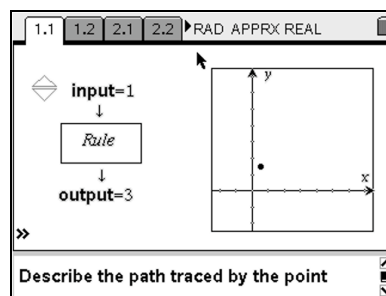 1.1 1.2 2.1 2.2 RAD APPRX REAL
input=1
↓
Rule
↓
output=3
y
x
»
Describe the path traced by the point